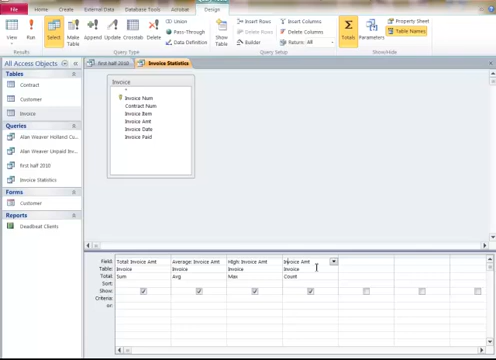 File Home Create External Data Database Tools Acrobat Design
View Run Select Make Table Append Update Crosstab Delete Union Pass-Through Data Definition Show Table Insert Rows Delete Rows Builder Insert Columns Delete Columns Return: All Totals Parameters Property Sheet Table Names
Results Query Type Query Setup Show/Hide
All Access Objects
first half 2010 Invoice Statistics
Tables
Contract
Customer
Invoice
Queries
Alan Weaver Holland Co...
Alan Weaver Unpaid Inv...
first half 2010
Invoice Statistics
Forms
Customer
Reports
DeadBeat Clients
Invoice
*
Invoice Num
Contract Num
Invoice Item
Invoice Amt
Invoice Date
Invoice Paid
Field: Total: Invoice Amt Average: Invoice Amt High: Invoice Amt Invoice Amt
Table: Invoice Invoice Invoice Invoice
Total: Sum Avg Max Count
Sort:
Show:
Criteria:
or: